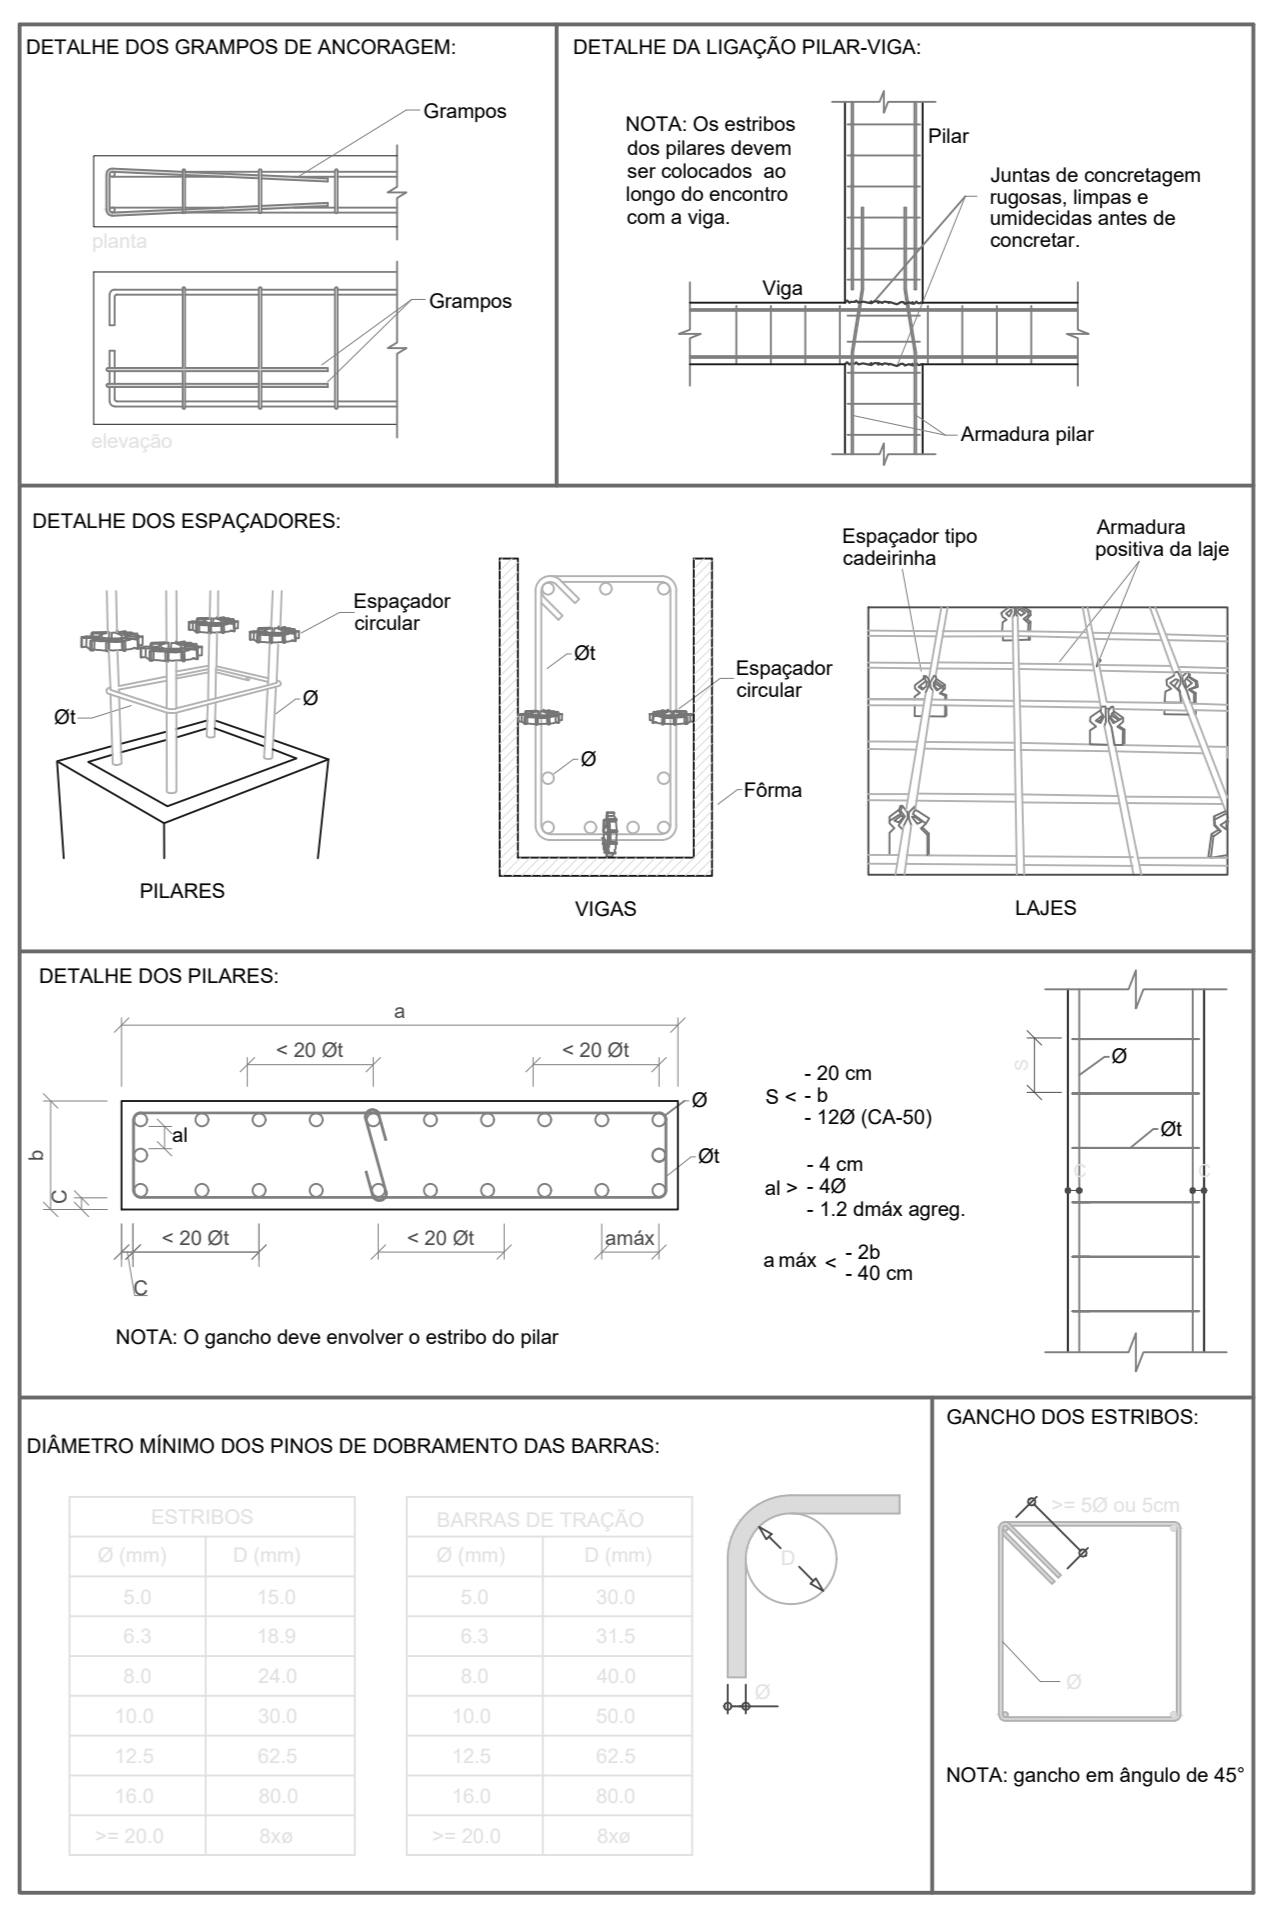 DETALHE DOS GRAMPOS DE ANCORAGEM:
Grampos
planta
Grampos
elevação
DETALHE DA LIGAÇÃO PILAR-VIGA:
NOTA: Os estribos
dos pilares devem
ser colocados ao
longo do encontro
com a viga.
Pilar
Juntas de concretagem
rugosas, limpas e
umidecidas antes de
concretar.
Viga
Armadura pilar
DETALHE DOS ESPAÇADORES:
Espaçador
circular
Øt
Ø
PILARES
Øt
Espaçador
circular
Ø
Fôrma
VIGAS
Espaçador tipo
cadeirinha
Armadura
positiva da laje
LAJES
DETALHE DOS PILARES:
a
< 20 Øt
< 20 Øt
Ø
al
b
Øt
C
< 20 Øt
< 20 Øt
amáx
C
NOTA: O gancho deve envolver o estribo do pilar
- 20 cm
S < - b
- 12Ø (CA-50)
- 4 cm
al > - 4Ø
- 1.2 dmáx agreg.
a máx < - 2b
- 40 cm
S
Ø
Øt
C
C
DIÂMETRO MÍNIMO DOS PINOS DE DOBRAMENTO DAS BARRAS:
ESTRIBOS
Ø (mm) D (mm)
5.0 15.0
6.3 18.9
8.0 24.0
10.0 30.0
12.5 62.5
16.0 80.0
>= 20.0 8xø
BARRAS DE TRAÇÃO
Ø (mm) D (mm)
5.0 30.0
6.3 31.5
8.0 40.0
10.0 50.0
12.5 62.5
16.0 80.0
>= 20.0 8xø
D
Ø
GANCHO DOS ESTRIBOS:
>= 5Ø ou 5cm
Ø
NOTA: gancho em ângulo de 45°